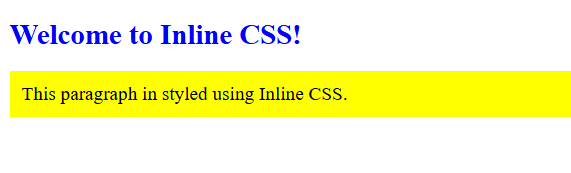 Welcome to Inline CSS!
This paragraph in styled using Inline CSS.